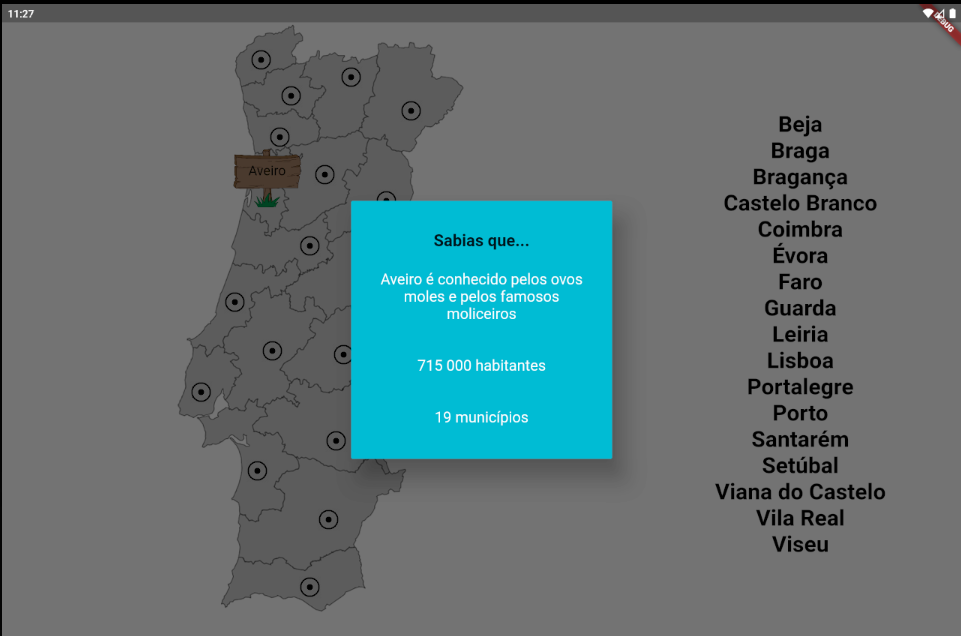 11:27
DEBUG
Aveiro
Sabias que...
Aveiro é conhecido pelos ovos
moles e pelos famosos
moliceiros
715 000 habitantes
19 municípios
Beja
Braga
Bragança
Castelo Branco
Coimbra
Évora
Faro
Guarda
Leiria
Lisboa
Portalegre
Porto
Santarém
Setúbal
Viana do Castelo
Vila Real
Viseu